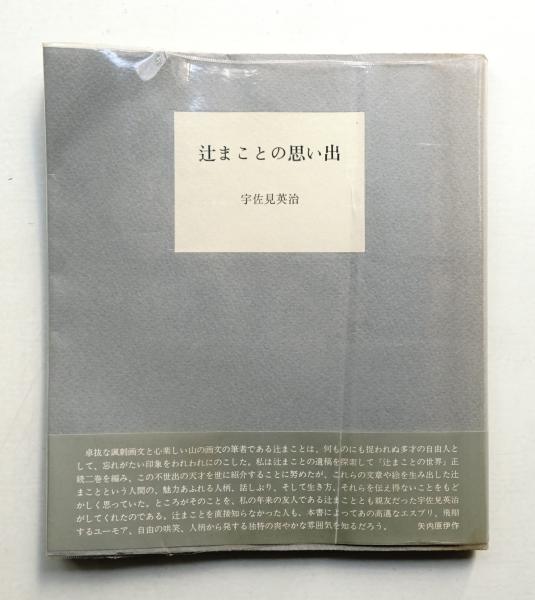 辻まことの思い出
宇佐見英治
卓抜な諷刺画文と心楽しい山の画文の筆者である辻まことは、何ものにも捉われぬ多才の自由人と
して、忘れがたい印象をわれわれにのこした。私は辻まことの遺稿を探索して「辻まことの世界」正
続二巻を編み、この不世出の天才を世に紹介することに努めたが、これらの文章や絵を生み出した辻
まことという人間の、魅力あふれる人柄、話しぶり、そして生き方、それらを伝え得ないことをもど
かしく思っていた。ところがそのことを、私の年来の友人である辻まこととも親友だった宇佐見英治
がしてくれたのである。辻まことを直接知らなかった人も、本書によってあの高邁なエスプリ、飛翔
するユーモア、自由の哄笑、人柄から発する独特の爽やかな雰囲気を知るだろう。 矢内原伊作